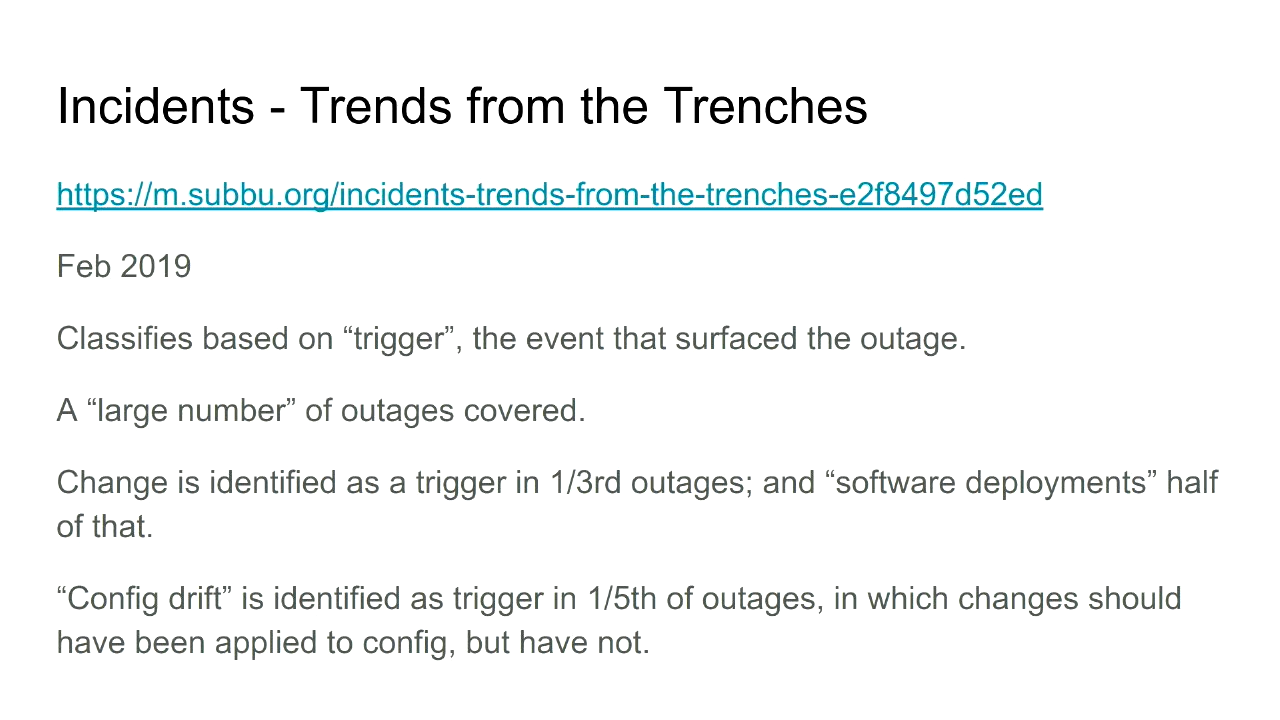 Incidents - Trends from the Trenches
https://m.subbu.org/incidents-trends-from-the-trenches-e2f8497d52ed
Feb 2019
Classifies based on “trigger”, the event that surfaced the outage.
A “large number” of outages covered.
Change is identified as a trigger in 1/3rd outages; and “software deployments” half
of that.
“Config drift” is identified as trigger in 1/5th of outages, in which changes should
have been applied to config, but have not.